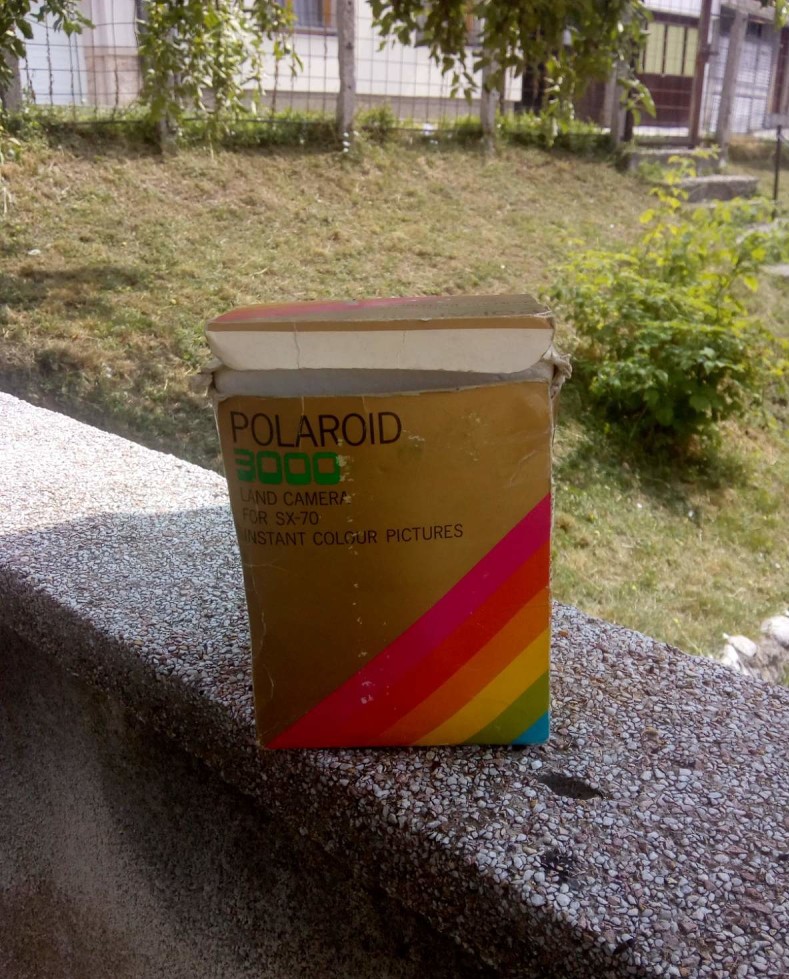 POLAROID
3000
LAND CAMERA
FOR SX-70
INSTANT COLOUR PICTURES